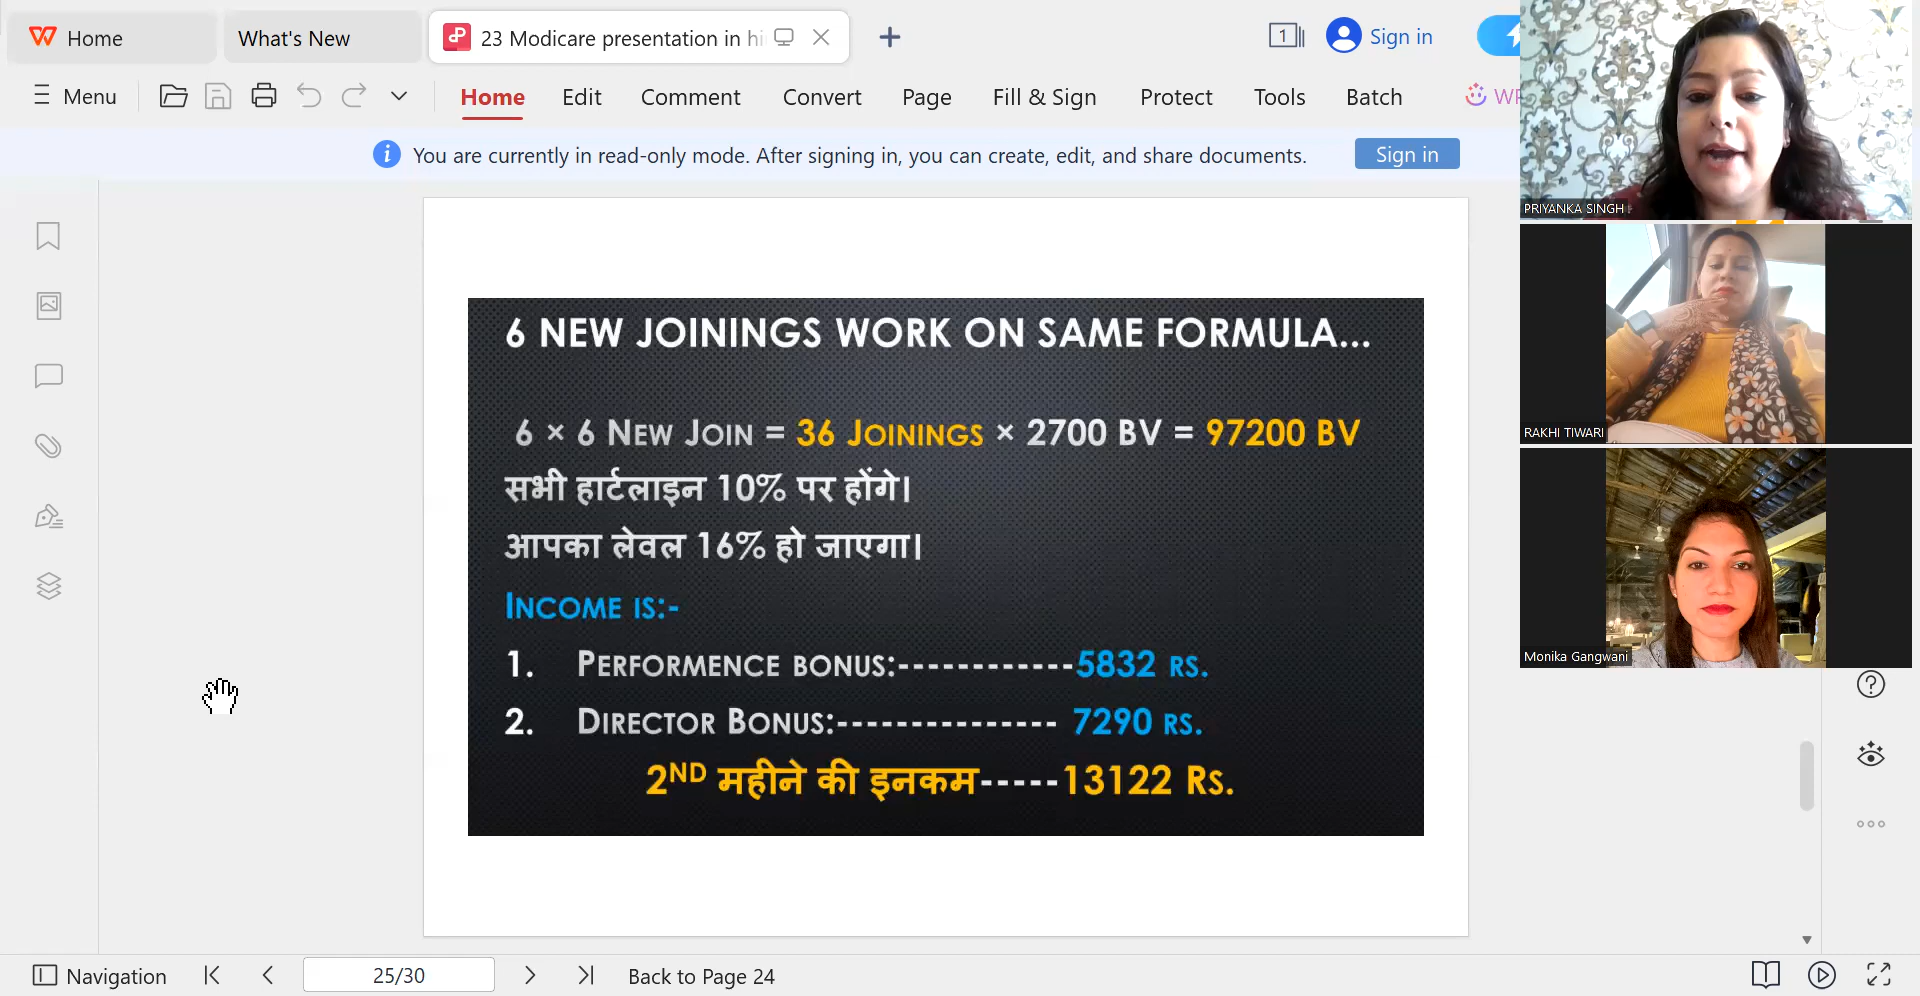 Home
What's New
23 Modicare presentation in hi
1
Sign in
Menu
Home
Edit
Comment
Convert
Page
Fill & Sign
Protect
Tools
Batch
You are currently in read-only mode. After signing in, you can create, edit, and share documents.
Sign in
PRIYANKA SINGH
RAKHI TIWARI
Monika Gangwani
6 NEW JOININGS WORK ON SAME FORMULA...
6 × 6 NEW JOIN = 36 JOININGS × 2700 BV = 97200 BV
सभी हार्टलाइन 10% पर होंगे।
आपका लेवल 16% हो जाएगा।
INCOME IS:-
1. PERFORMENCE BONUS:------------5832 RS.
2. DIRECTOR BONUS:--------------- 7290 RS.
2ND महीने की इनकम-----13122 RS.
Navigation
25/30
Back to Page 24